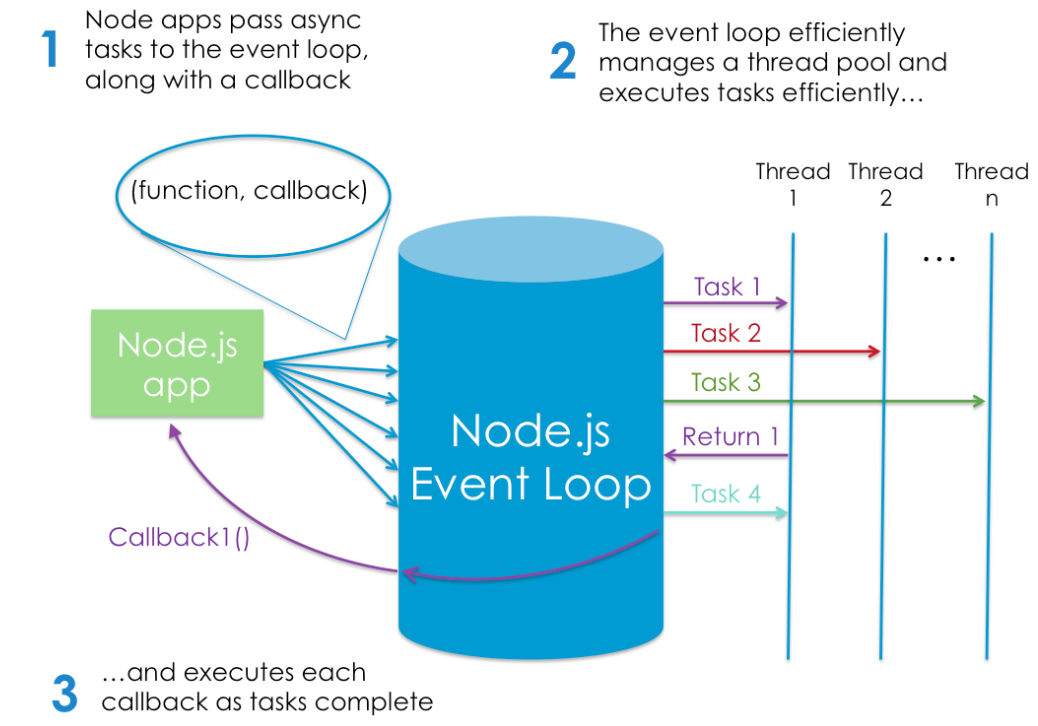 1
Node apps pass async
tasks to the event loop,
along with a callback
2
The event loop efficiently
manages a thread pool and
executes tasks efficiently…
(function, callback)
Thread
1
Thread
2
Thread
n
…
Node.js
app
Node.js
Event Loop
Task 1
Task 2
Task 3
Return 1
Task 4
Callback1()
3
…and executes each
callback as tasks complete